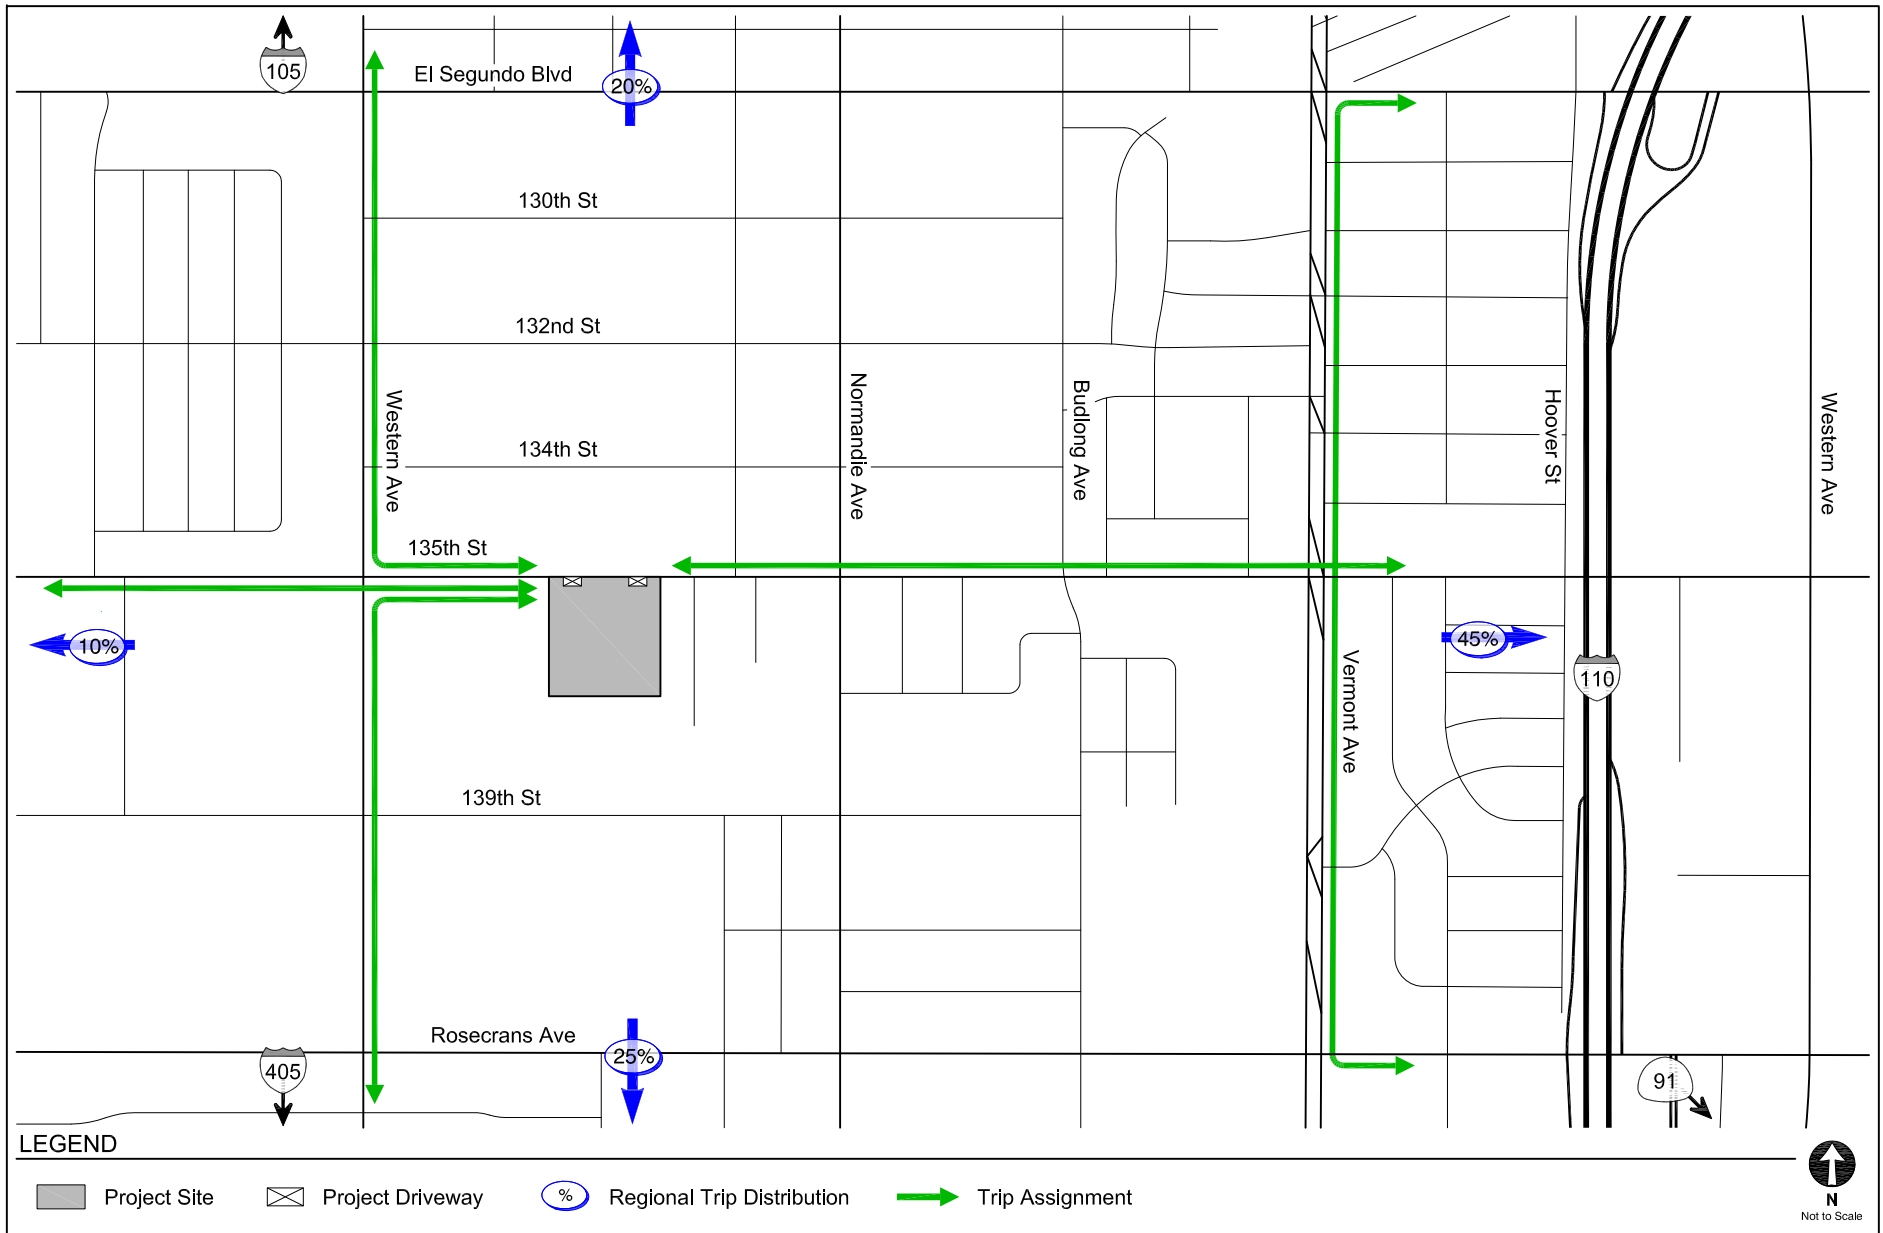 105
El Segundo Blvd
20%
130th St
132nd St
Western Ave
Normandie Ave
Budlong Ave
Hoover St
Western Ave
134th St
135th St
10%
45%
110
Vermont Ave
139th St
Rosecrans Ave
25%
405
91
LEGEND
Project Site
Project Driveway
%
Regional Trip Distribution
Trip Assignment
N
Not to Scale